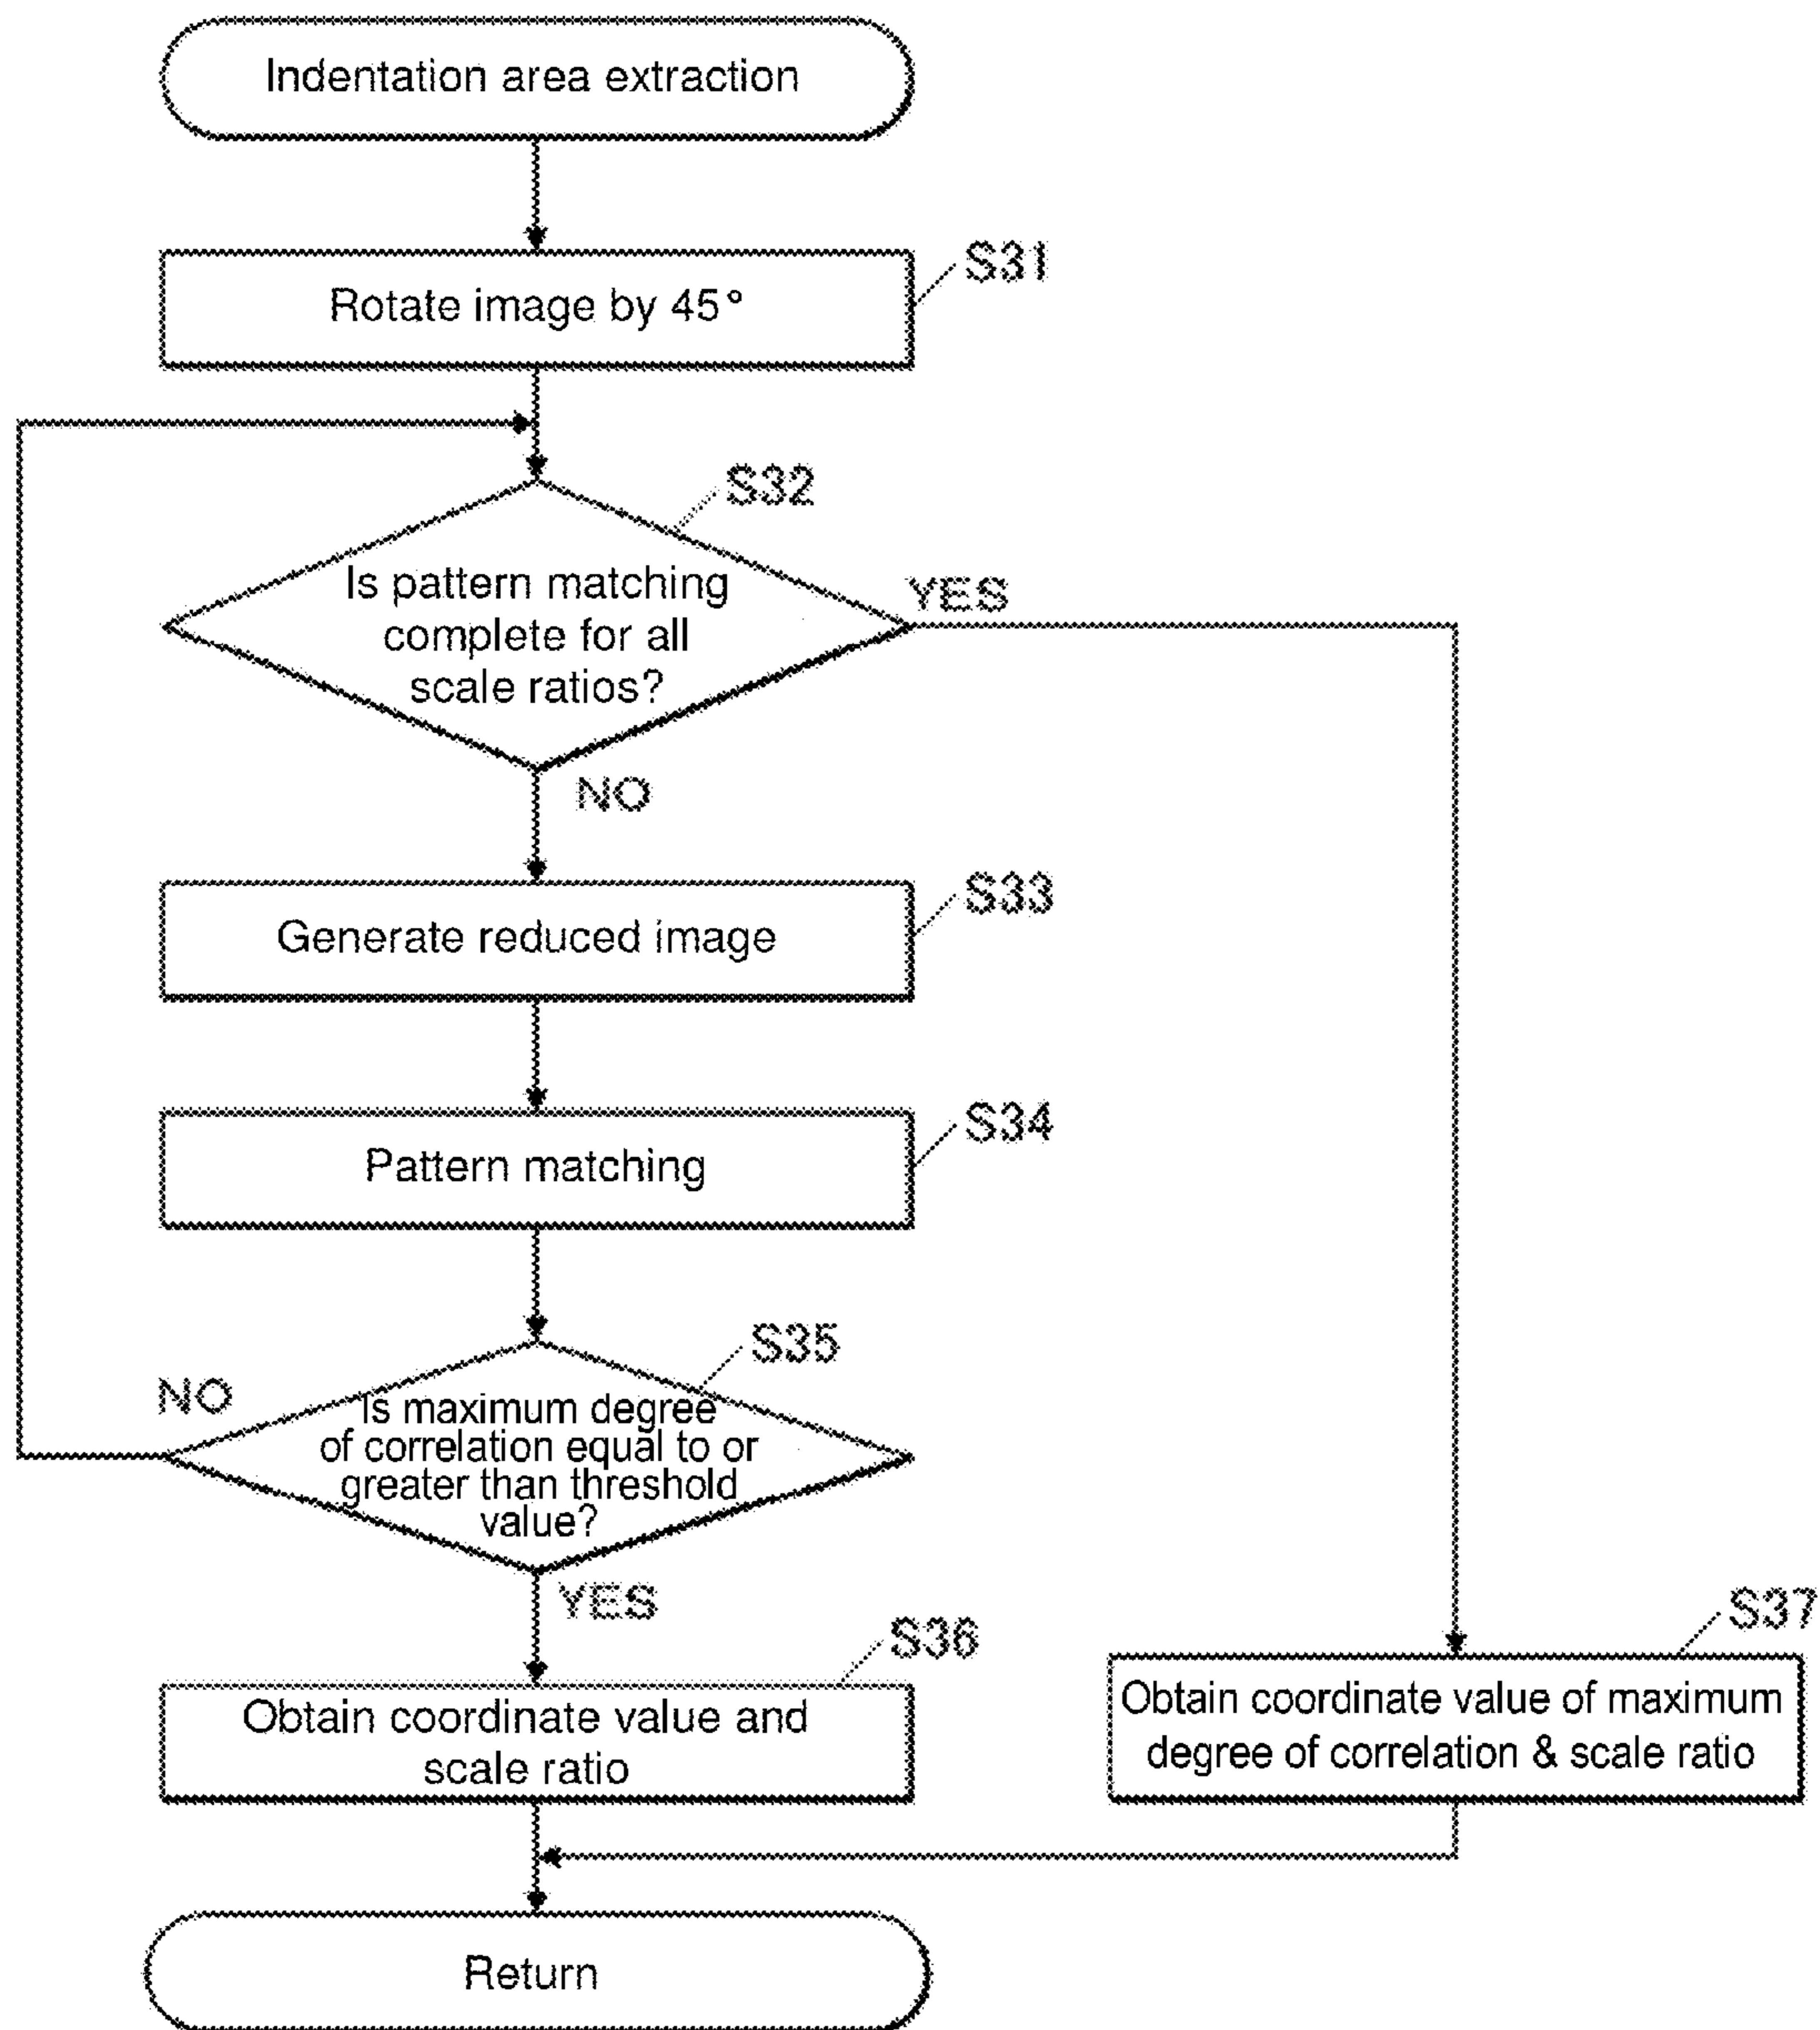 Indentation area extraction
S31
Rotate image by 45°
S32
Is pattern matching
complete for all
scale ratios?
YES
NO
S33
Generate reduced image
S34
Pattern matching
S35
NO
Is maximum degree
of correlation equal to or
greater than threshold
value?
YES
S36
Obtain coordinate value and
scale ratio
S37
Obtain coordinate value of maximum
degree of correlation & scale ratio
Return